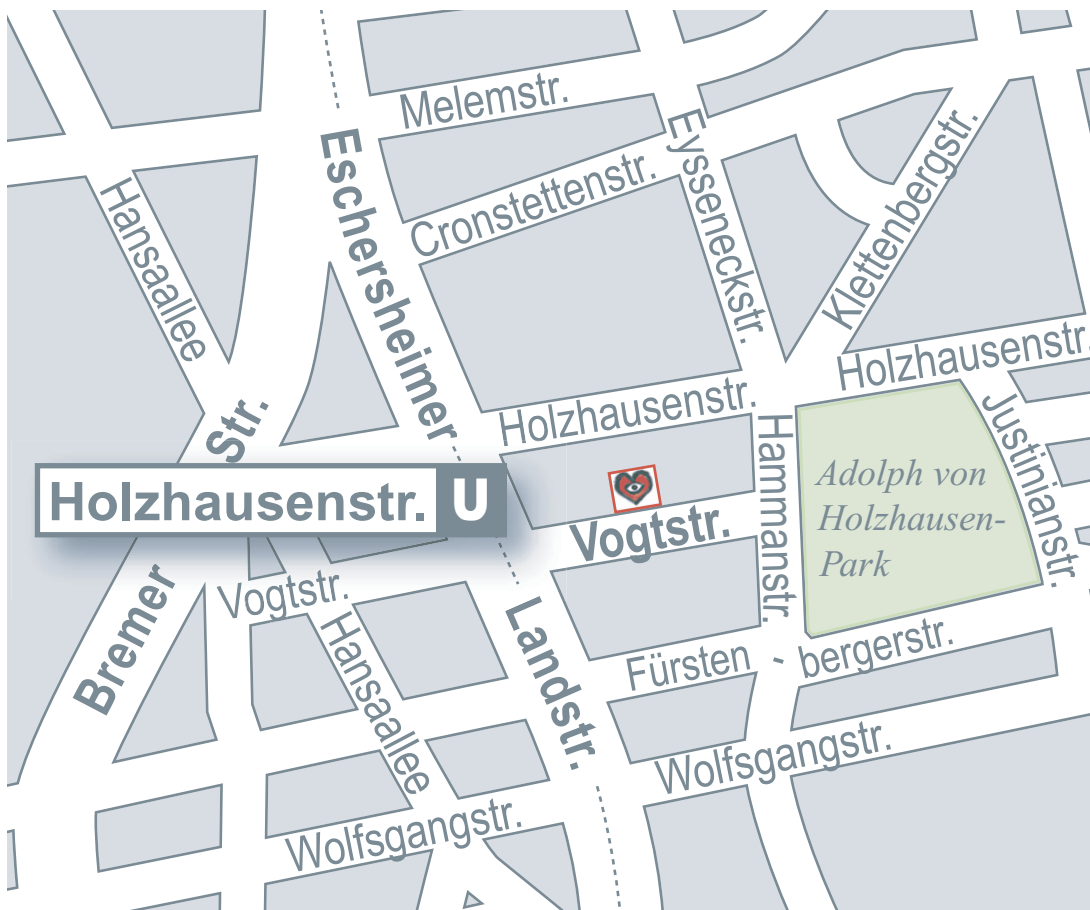 Melemstr.
Eschersheimer
Cronstettenstr.
Eysseneckstr.
Klettenbergstr.
Hansaallee
Holzhausenstr.
Holzhausenstr.
Str.
Hammanstr.
Justinianstr.
Adolph von
Holzhausen-
Park
Holzhausenstr. U
Vogtstr.
Vogtstr.
Bremer
Landstr.
Hansaallee
Fürsten - bergerstr.
Wolfsgangstr.
Wolfsgangstr.